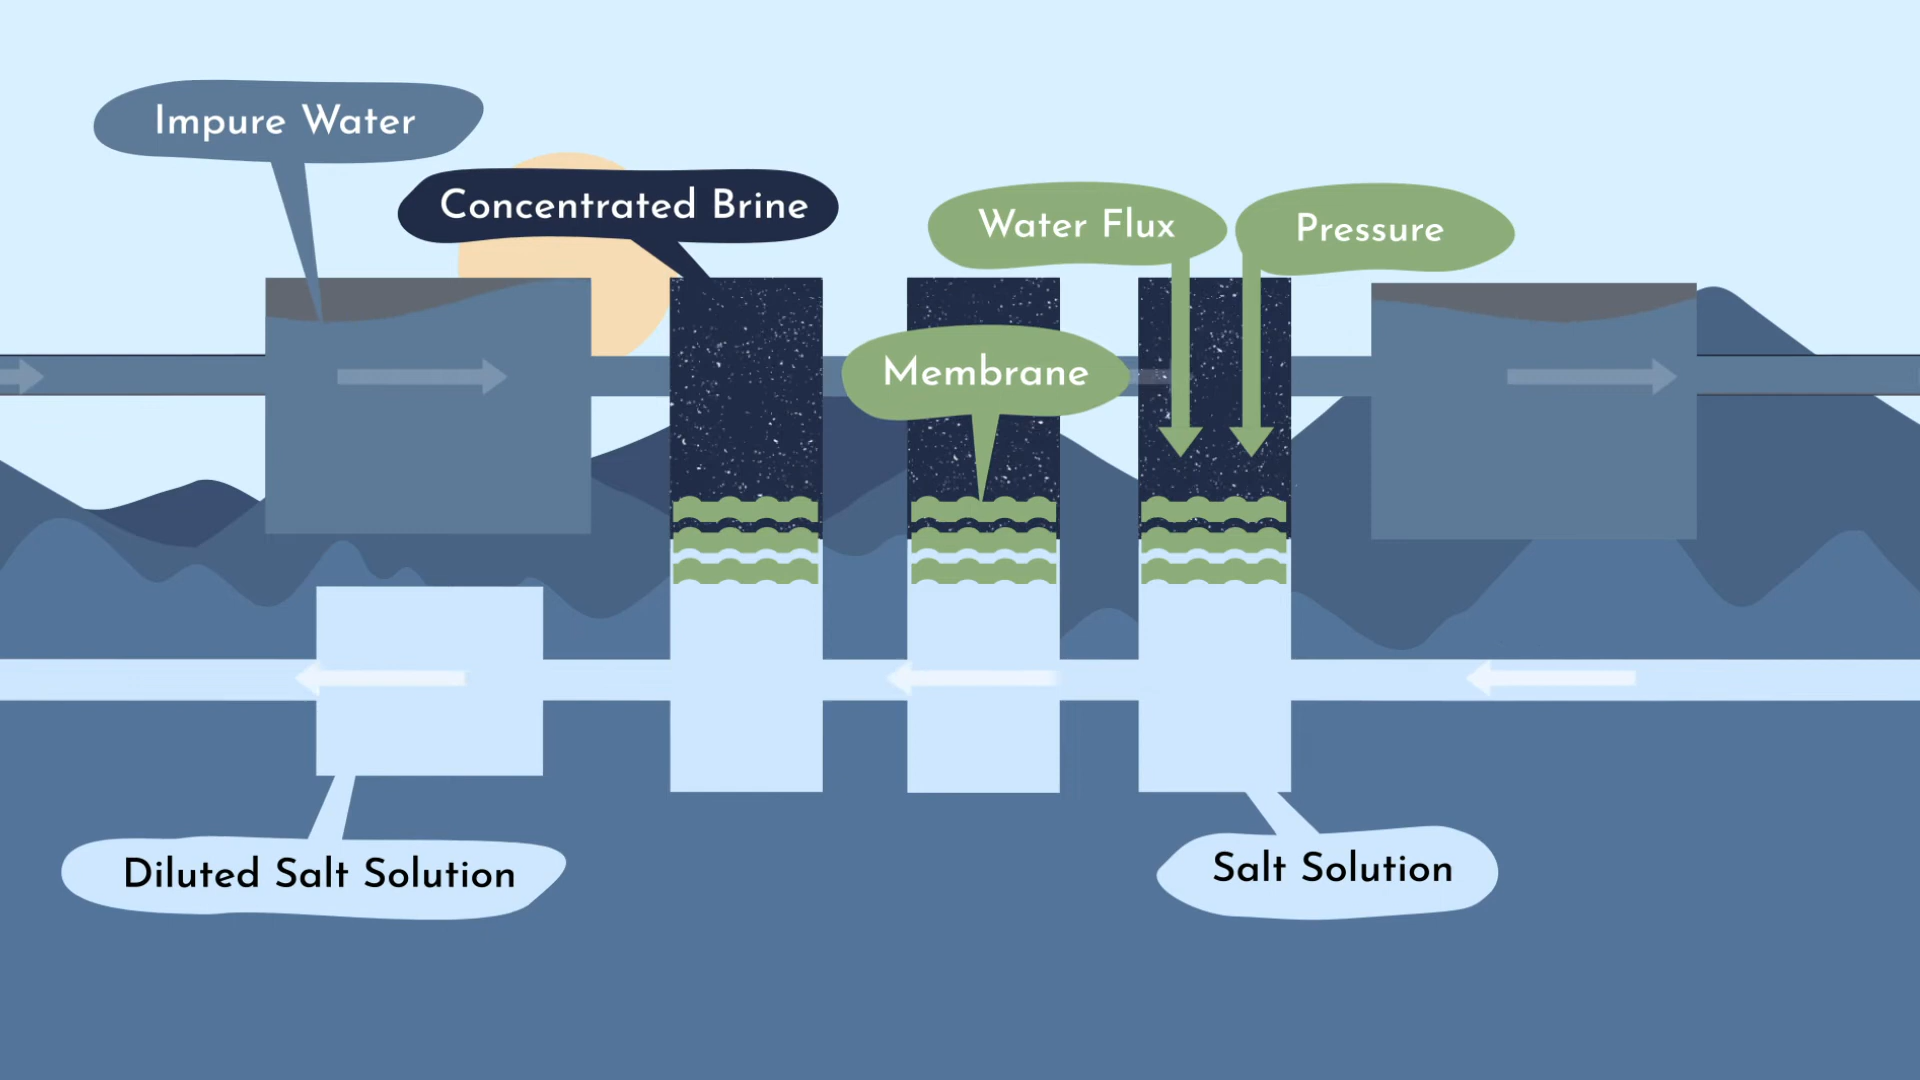 Impure Water
Concentrated Brine
Water Flux
Pressure
Membrane
Diluted Salt Solution
Salt Solution